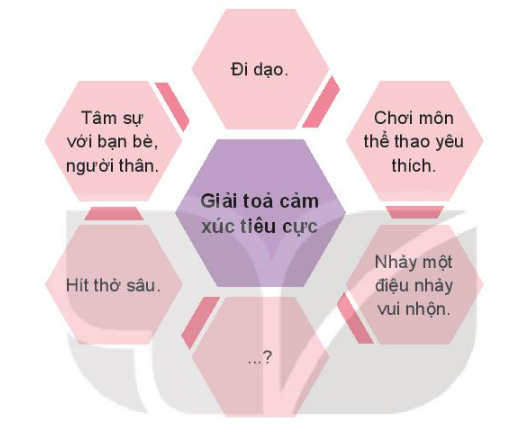 Đi dạo.
Tâm sự
với bạn bè,
người thân.
Chơi môn
thể thao yêu
thích.
Giải toả cảm
xúc tiêu cực
Hít thở sâu.
Nhảy một
điệu nhảy
vui nhộn.
...?